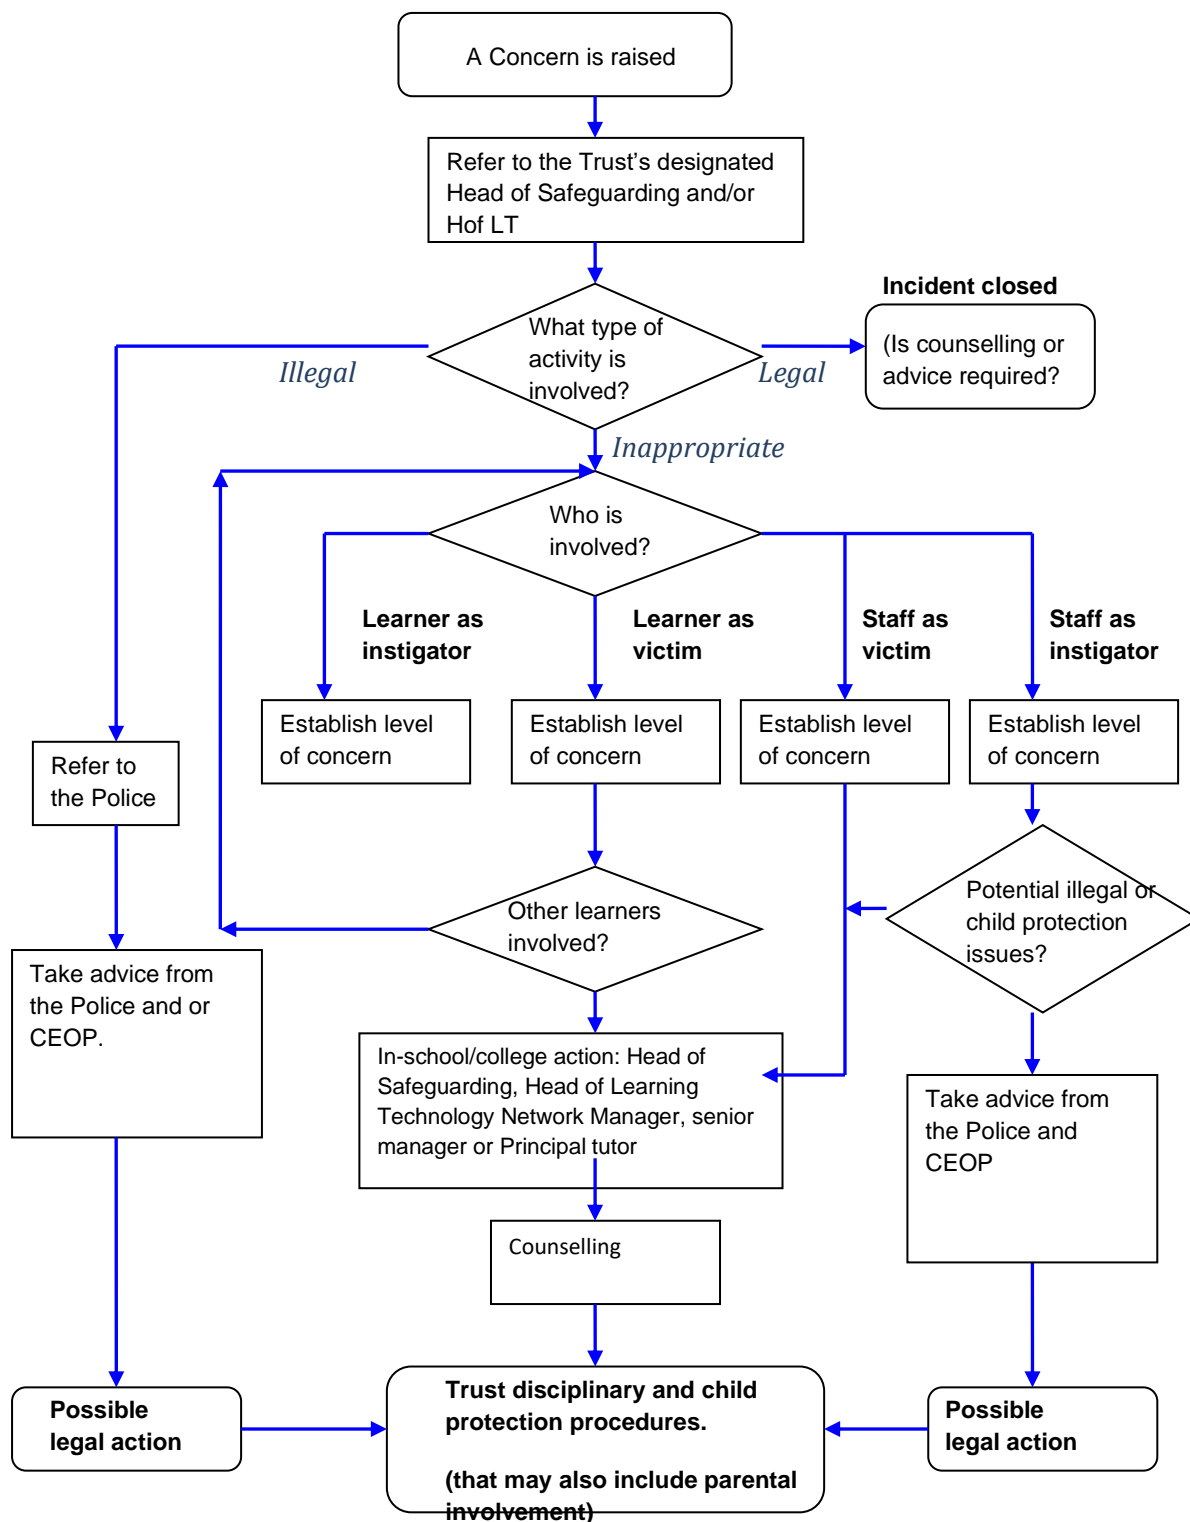 A Concern is raised
Refer to the Trust’s designated
Head of Safeguarding and/or
Hof LT
What type of
activity is
involved?
Illegal
Legal
Incident closed
(Is counselling or
advice required?
Inappropriate
Who is
involved?
Learner as
instigator
Learner as
victim
Staff as
victim
Staff as
instigator
Establish level
of concern
Establish level
of concern
Establish level
of concern
Establish level
of concern
Refer to
the Police
Other learners
involved?
Potential illegal or
child protection
issues?
Take advice from
the Police and or
CEOP.
In-school/college action: Head of
Safeguarding, Head of Learning
Technology Network Manager, senior
manager or Principal tutor
Take advice from
the Police and
CEOP
Counselling
Possible
legal action
Trust disciplinary and child
protection procedures.
(that may also include parental
involvement)
Possible
legal action